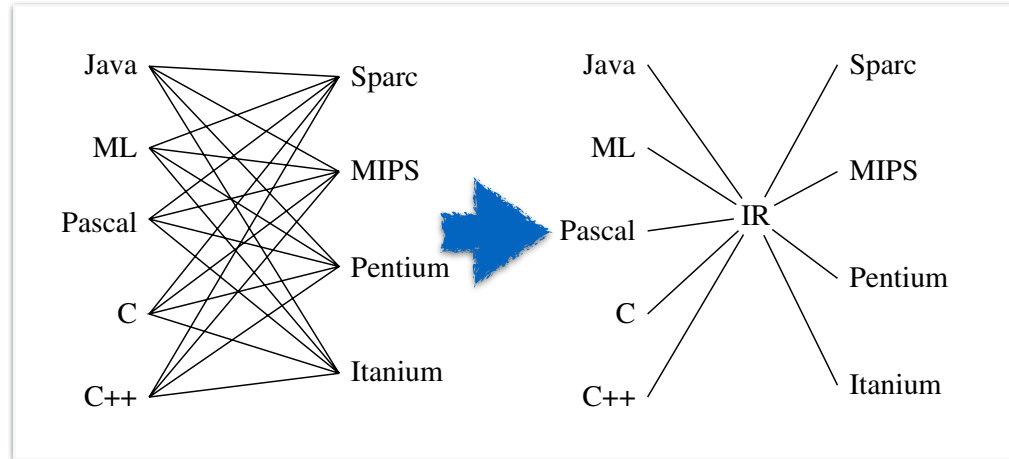 Java
ML
Pascal
C
C++
Sparc
MIPS
Pentium
Itanium
Java
ML
Pascal
C
C++
IR
Sparc
MIPS
Pentium
Itanium